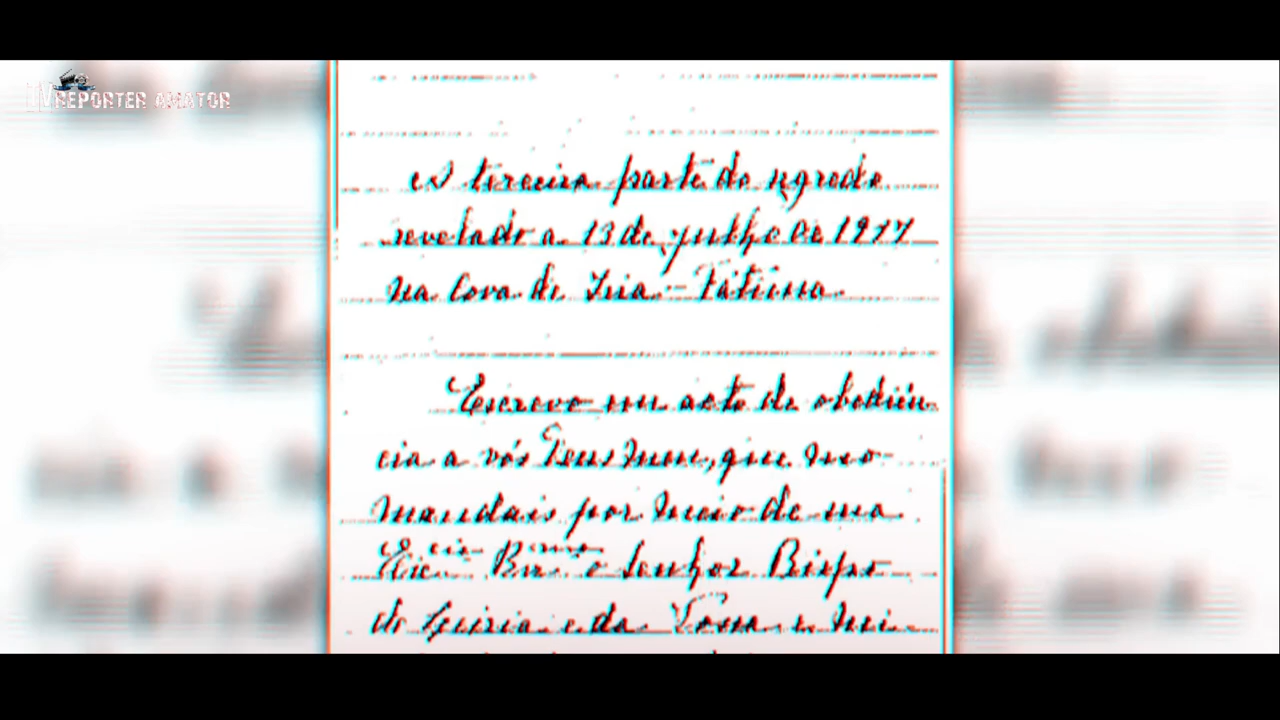 REPORTER AMATOR
A terceira parte do segredo
revelado a 13 de julho de 1917
na Cova de Iria - Fátima.
Escrevo em acto de obediên
cia a vós Deus meu, que mo
mandais por meio de sua
Ex.cia Rev.ma o Senhor Bispo
de Leiria e da Vossa e mi